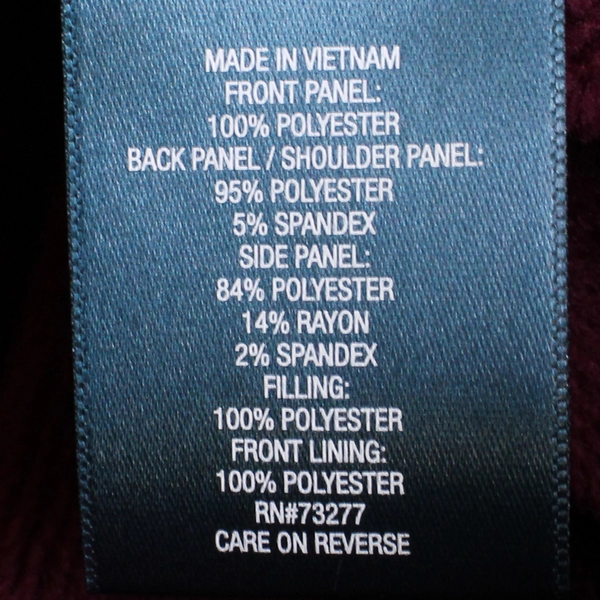 MADE IN VIETNAM
FRONT PANEL:
100% POLYESTER
BACK PANEL / SHOULDER PANEL:
95% POLYESTER
5% SPANDEX
SIDE PANEL:
84% POLYESTER
14% RAYON
2% SPANDEX
FILLING:
100% POLYESTER
FRONT LINING:
100% POLYESTER
RN#73277
CARE ON REVERSE